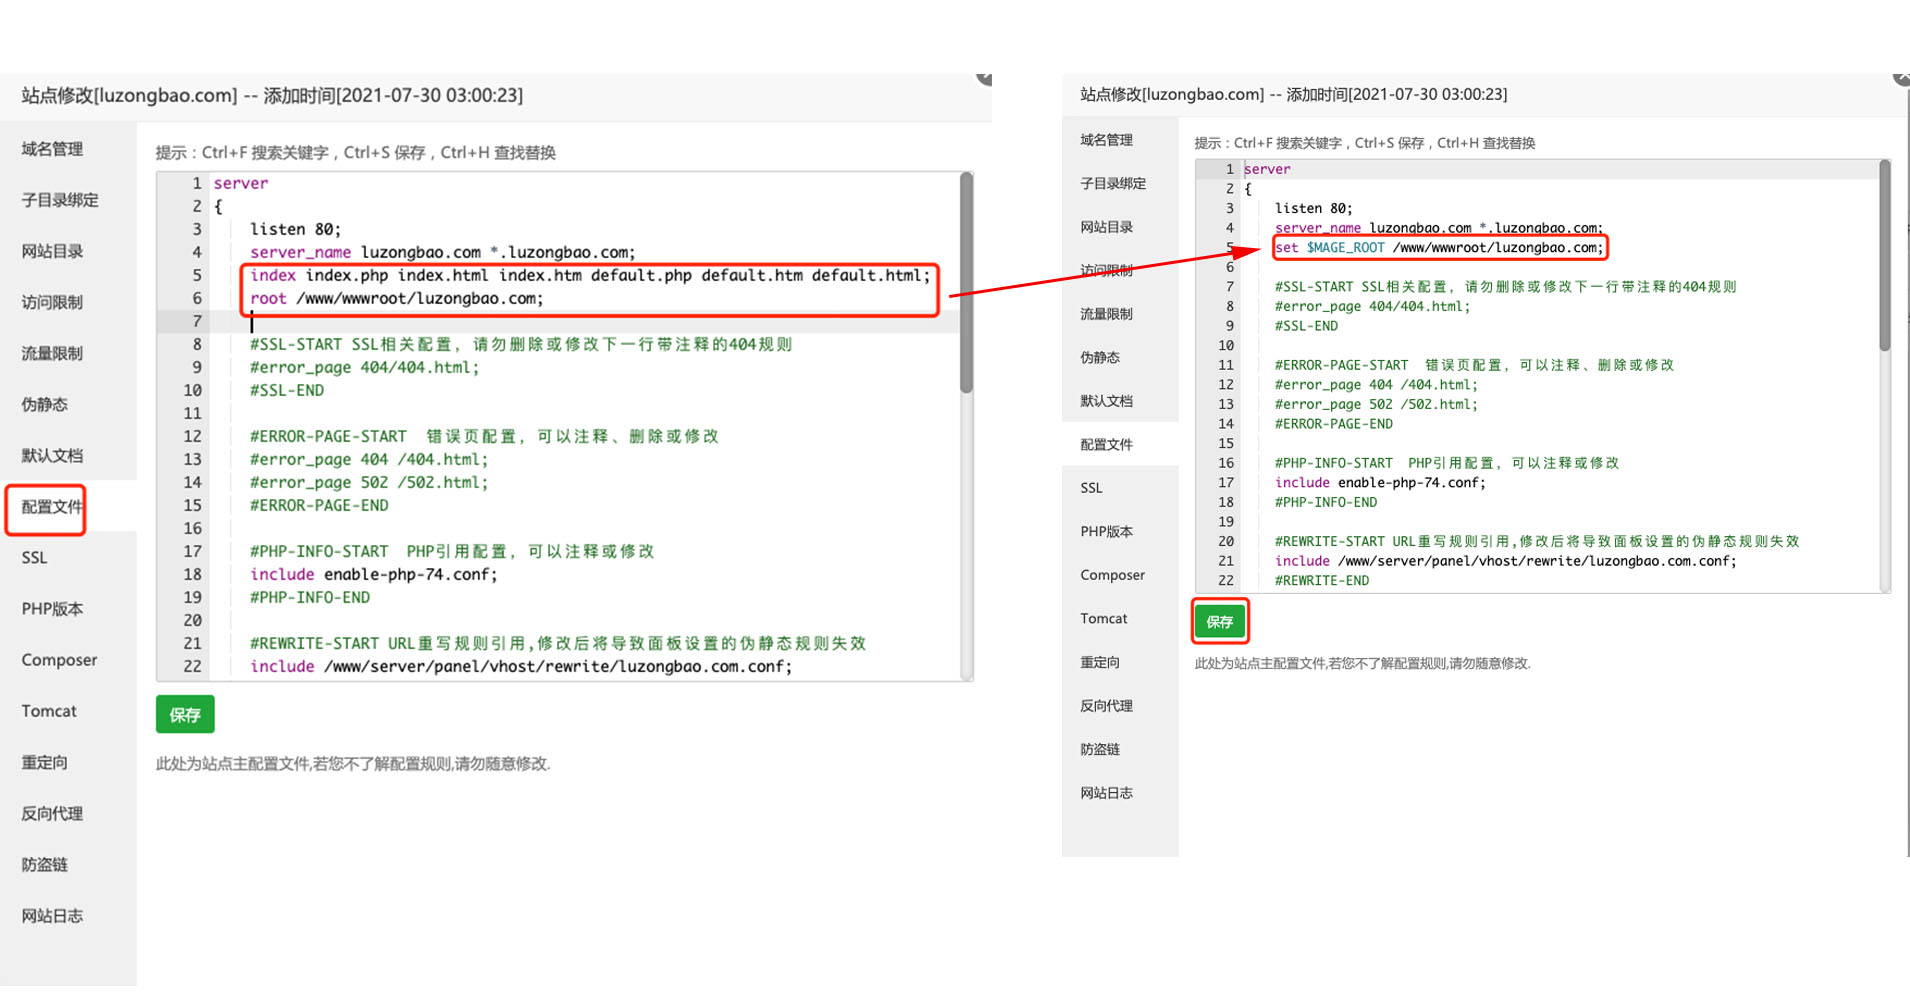 站点修改[luzongbao.com] -- 添加时间[2021-07-30 03:00:23]
域名管理
子目录绑定
网站目录
访问限制
流量限制
伪静态
默认文档
配置文件
SSL
PHP版本
Composer
Tomcat
重定向
反向代理
防盗链
网站日志
提示：Ctrl+F 搜索关键字，Ctrl+S 保存，Ctrl+H 查找替换
1 server
2 {
3 listen 80;
4 server_name luzongbao.com *.luzongbao.com;
5 index index.php index.html index.htm default.php default.htm default.html;
6 root /www/wwwroot/luzongbao.com;
7
8 #SSL-START SSL相关配置，请勿删除或修改下一行带注释的404规则
9 #error_page 404/404.html;
10 #SSL-END
11
12 #ERROR-PAGE-START 错误页配置，可以注释、删除或修改
13 #error_page 404 /404.html;
14 #error_page 502 /502.html;
15 #ERROR-PAGE-END
16
17 #PHP-INFO-START PHP引用配置，可以注释或修改
18 include enable-php-74.conf;
19 #PHP-INFO-END
20
21 #REWRITE-START URL重写规则引用,修改后将导致面板设置的伪静态规则失效
22 include /www/server/panel/vhost/rewrite/luzongbao.com.conf;
保存
此处为站点主配置文件,若您不了解配置规则,请勿随意修改.
站点修改[luzongbao.com] -- 添加时间[2021-07-30 03:00:23]
域名管理
子目录绑定
网站目录
访问限制
流量限制
伪静态
默认文档
配置文件
SSL
PHP版本
Composer
Tomcat
重定向
反向代理
防盗链
网站日志
提示：Ctrl+F 搜索关键字，Ctrl+S 保存，Ctrl+H 查找替换
1 server
2 {
3 listen 80;
4 server_name luzongbao.com *.luzongbao.com;
5 set $MAGE_ROOT /www/wwwroot/luzongbao.com;
6
7 #SSL-START SSL相关配置，请勿删除或修改下一行带注释的404规则
8 #error_page 404/404.html;
9 #SSL-END
10
11 #ERROR-PAGE-START 错误页配置，可以注释、删除或修改
12 #error_page 404 /404.html;
13 #error_page 502 /502.html;
14 #ERROR-PAGE-END
15
16 #PHP-INFO-START PHP引用配置，可以注释或修改
17 include enable-php-74.conf;
18 #PHP-INFO-END
19
20 #REWRITE-START URL重写规则引用,修改后将导致面板设置的伪静态规则失效
21 include /www/server/panel/vhost/rewrite/luzongbao.com.conf;
22 #REWRITE-END
保存
此处为站点主配置文件,若您不了解配置规则,请勿随意修改.